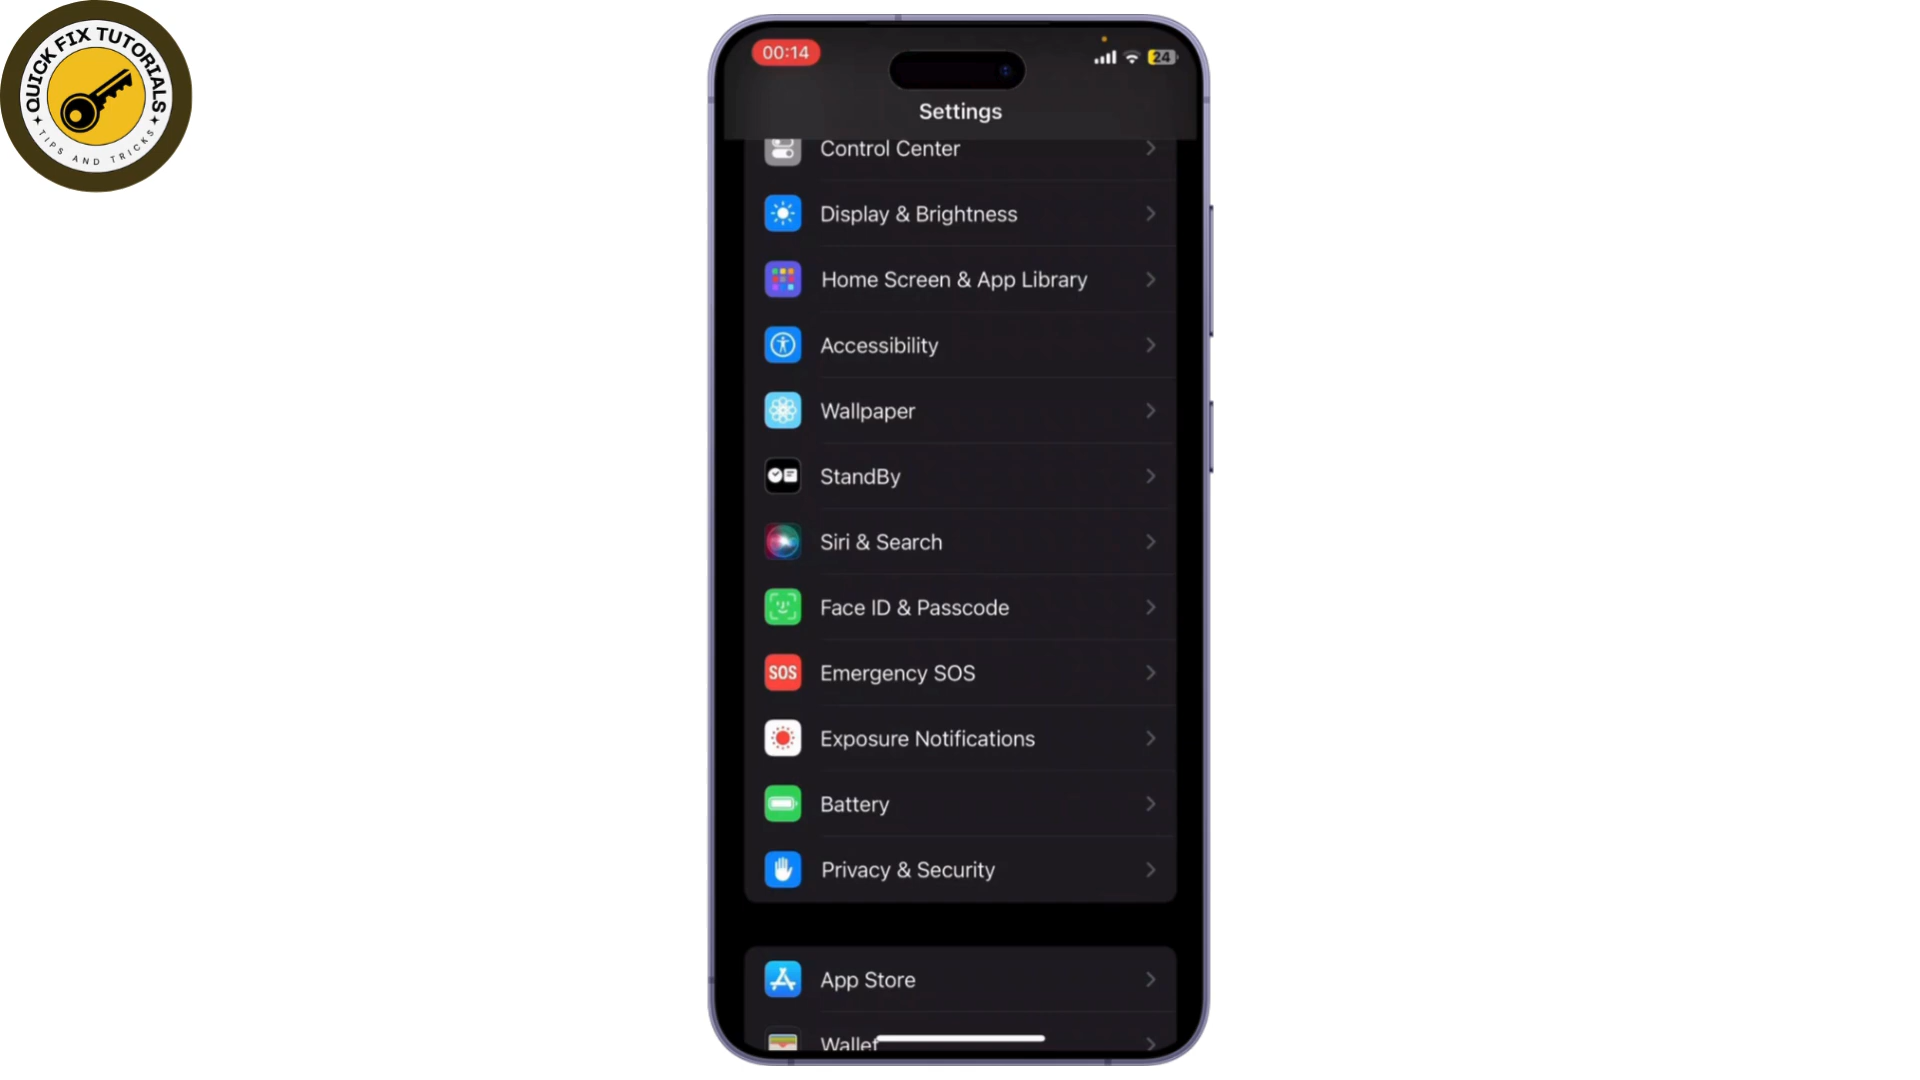 QUICK FIX TUTORIALS
TIPS AND TRICKS
00:14
24
Settings
Control Center
Display & Brightness
Home Screen & App Library
Accessibility
Wallpaper
StandBy
Siri & Search
Face ID & Passcode
SOS
Emergency SOS
Exposure Notifications
Battery
Privacy & Security
App Store
Wallet